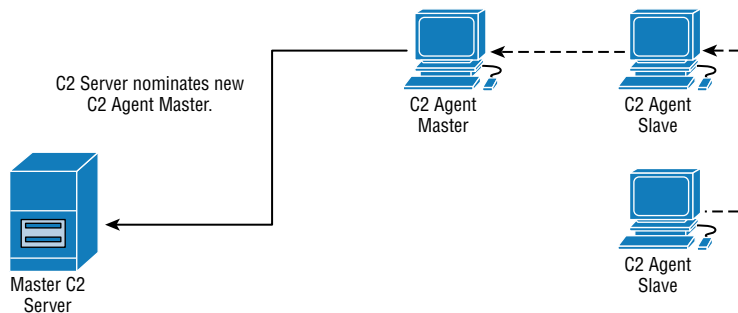 C2 Server nominates new
C2 Agent Master.
C2 Agent
Master
C2 Agent
Slave
C2 Agent
Slave
Master C2
Server